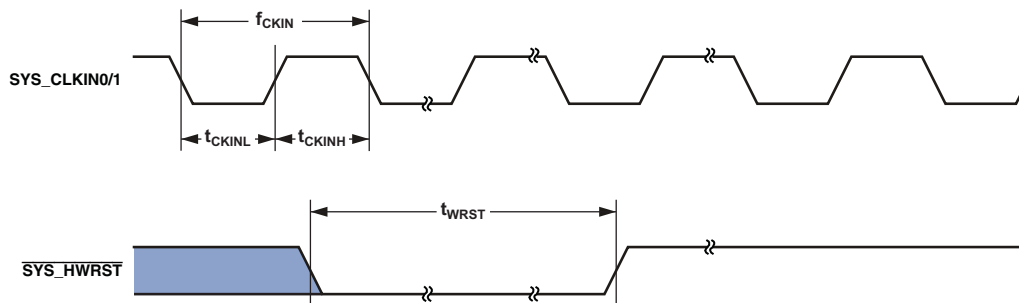 fCKIN
SYS_CLKIN0/1
tCKINL
tCKINH
tWRST
SYS_HWRST